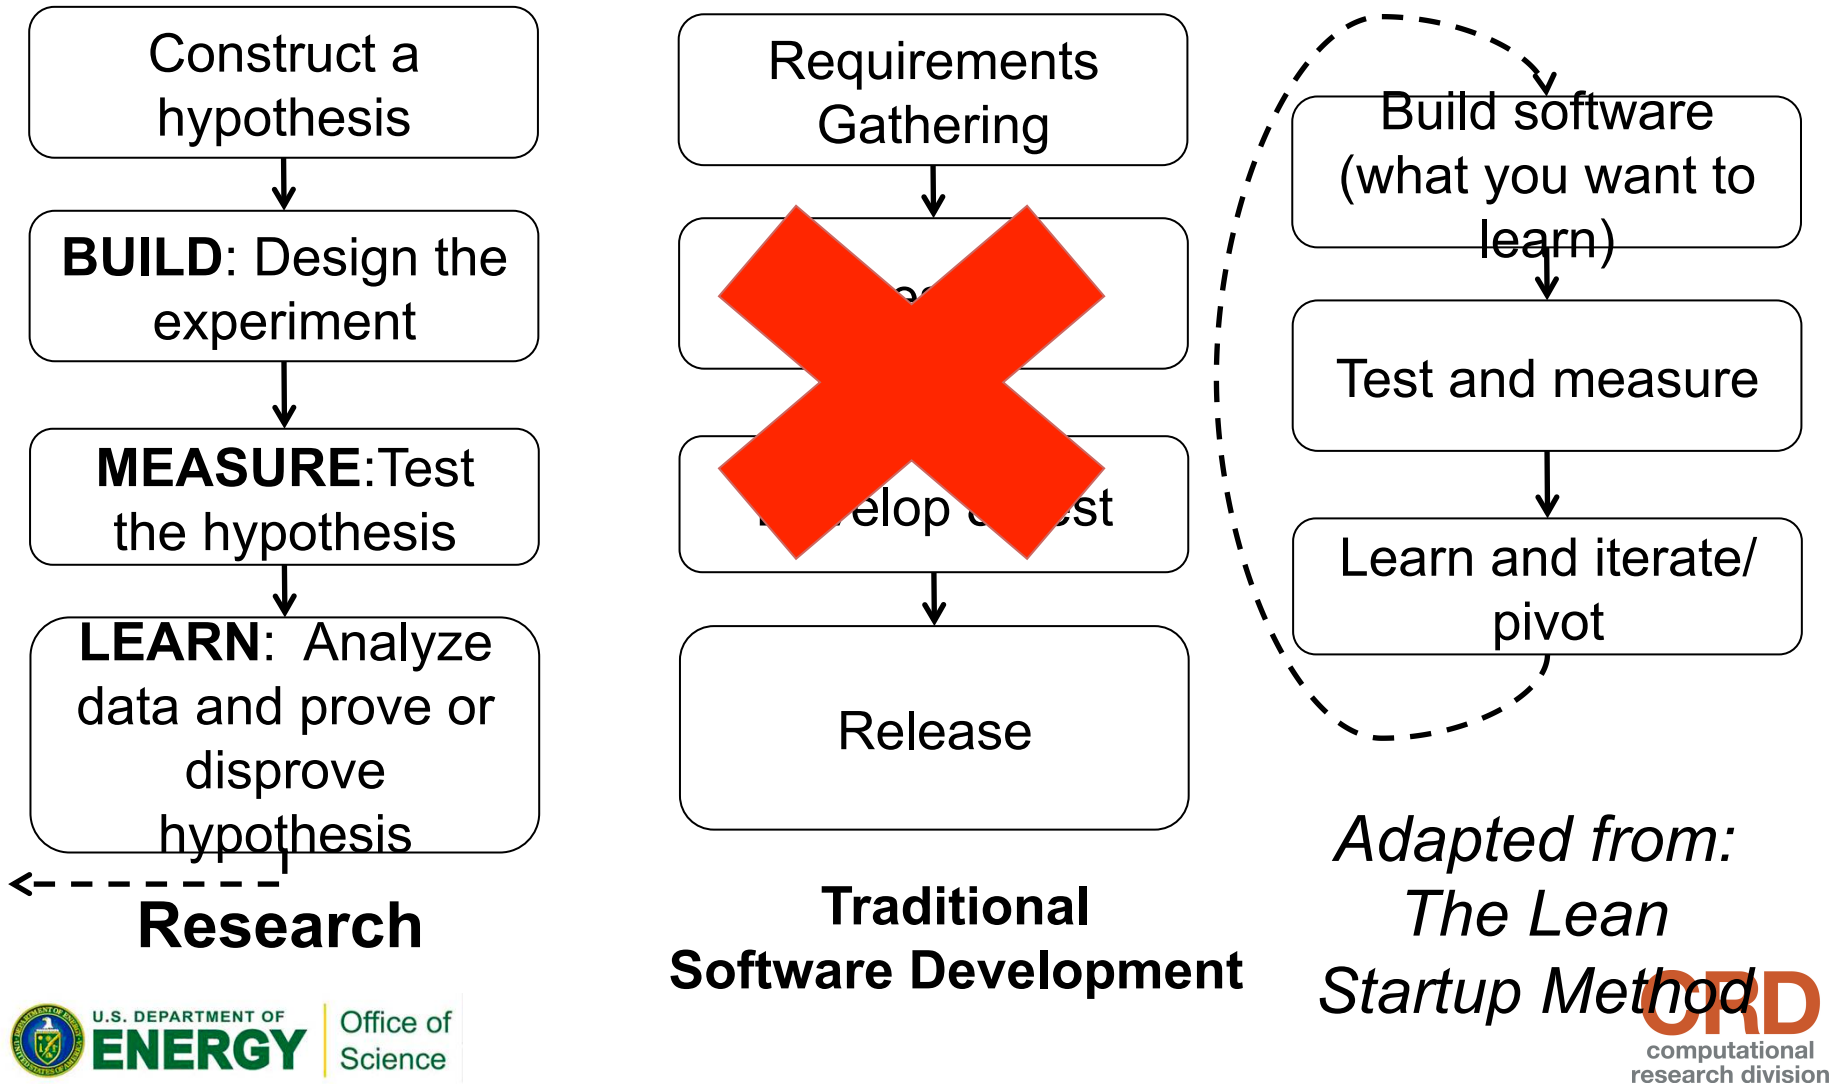 Construct a
hypothesis
BUILD: Design the
experiment
MEASURE:Test
the hypothesis
LEARN:  Analyze
data and prove or
disprove
hypothesis
Research
Requirements
Gathering
Release
Traditional
Software Development
Build software
(what you want to
learn)
Test and measure
Learn and iterate/
pivot
Adapted from:
The Lean
Startup Method
U.S. DEPARTMENT OF
ENERGY
Office of
Science
CRD
computational
research division